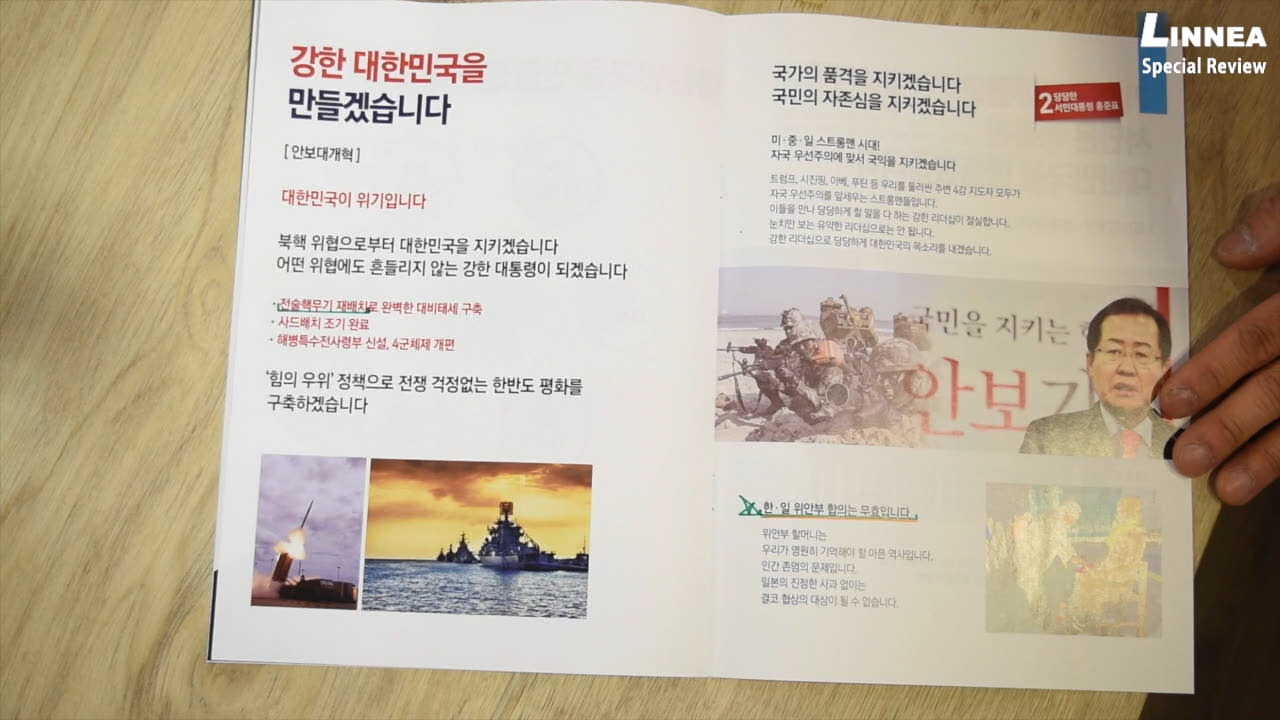 LINNEA
Special Review
강한 대한민국을
만들겠습니다
[ 안보대개혁 ]
대한민국이 위기입니다
북핵 위협으로부터 대한민국을 지키겠습니다
어떤 위협에도 흔들리지 않는 강한 대통령이 되겠습니다
· 전술핵무기 재배치로 완벽한 대비태세 구축
· 사드배치 조기 완료
· 해병특수전사령부 신설, 4군체제 개편
'힘의 우위' 정책으로 전쟁 걱정없는 한반도 평화를
구축하겠습니다
국가의 품격을 지키겠습니다
국민의 자존심을 지키겠습니다
2 당당한
서민대통령 홍준표
미·중·일 스트롱맨 시대!
자국 우선주의에 맞서 국익을 지키겠습니다
트럼프, 시진핑, 아베, 푸틴 등 우리를 둘러싼 주변 4강 지도자 모두가
자국 우선주의를 앞세우는 스트롱맨들입니다.
이들을 만나 당당하게 할 말을 다 하는 강한 리더십이 절실합니다.
눈치만 보는 유약한 리더십으로는 안 됩니다.
강한 리더십으로 당당하게 대한민국의 목소리를 내겠습니다.
국민을 지키는
안보
한·일 위안부 합의는 무효입니다.
위안부 할머니는
우리가 영원히 기억해야 할 아픈 역사입니다.
인간 존엄의 문제입니다.
일본의 진정한 사과 없이는
결코 협상의 대상이 될 수 없습니다.